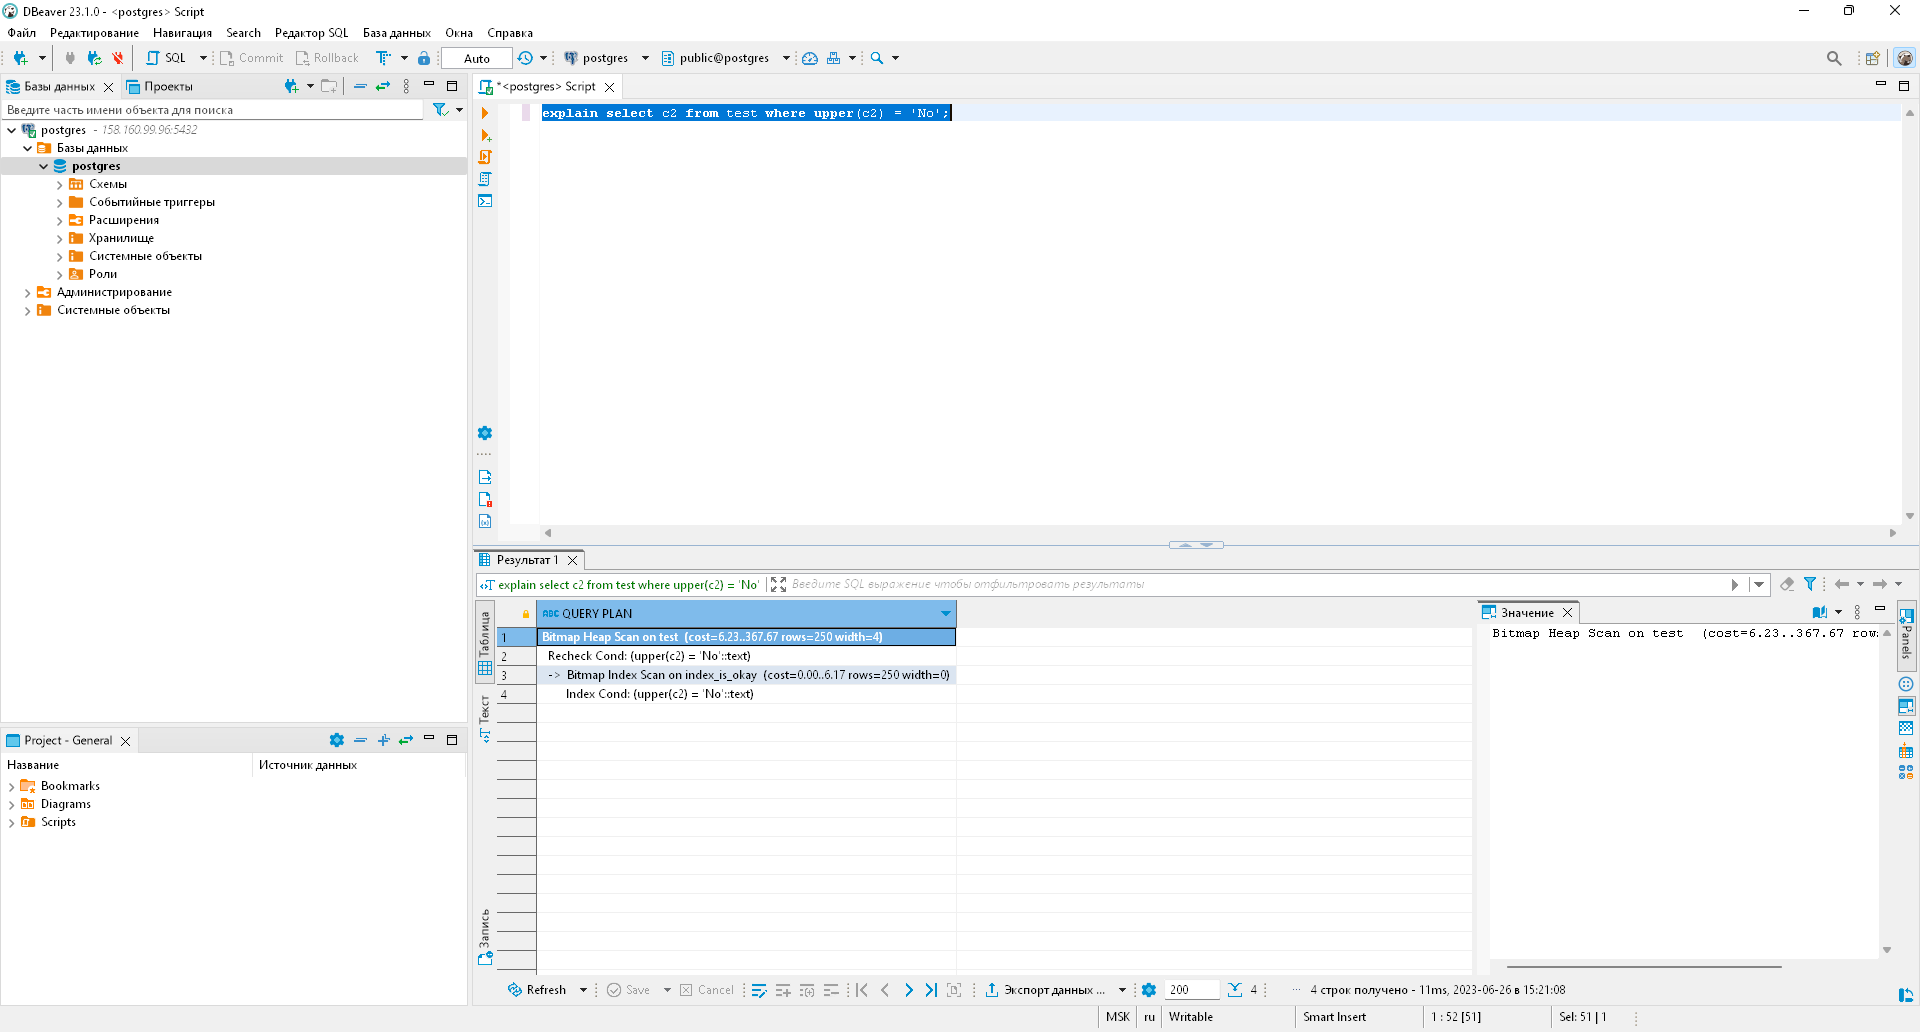 DBeaver 23.1.0 - <postgres> Script
Файл Редактирование Навигация Search Редактор SQL База данных Окна Справка
SQL Commit Rollback Auto postgres public@postgres
Базы данных Проекты
Введите часть имени объекта для поиска
postgres - 158.160.99.96:5432
Базы данных
postgres
Схемы
Событийные триггеры
Расширения
Хранилище
Системные объекты
Роли
Администрирование
Системные объекты
Project - General
Название Источник данных
Bookmarks
Diagrams
Scripts
*<postgres> Script
explain select c2 from test where upper(c2) = 'No';
Результат 1
explain select c2 from test where upper(c2) = 'No' Введите SQL выражение чтобы отфильтровать результаты
Таблица
Текст
Запись
ABC QUERY PLAN
1 Bitmap Heap Scan on test (cost=6.23..367.67 rows=250 width=4)
2 Recheck Cond: (upper(c2) = 'No'::text)
3 -> Bitmap Index Scan on index_is_okay (cost=0.00..6.17 rows=250 width=0)
4 Index Cond: (upper(c2) = 'No'::text)
Значение
Bitmap Heap Scan on test (cost=6.23..367.67 row
Panels
Refresh Save Cancel Экспорт данных ... 200 4 ... 4 строк получено - 11ms, 2023-06-26 в 15:21:08
MSK ru Writable Smart Insert 1 : 52 [51] Sel: 51 | 1